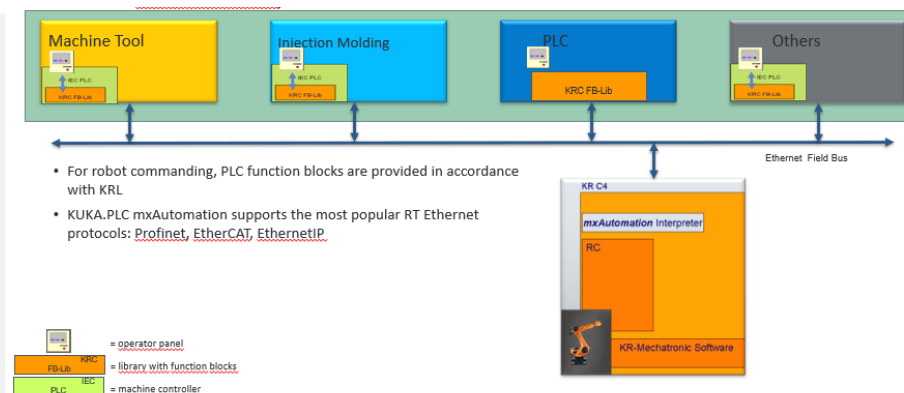 Machine Tool
IEC PLC
KRC FB-Lib
Injection Molding
IEC PLC
KRC FB-Lib
PLC
KRC FB-Lib
Others
IEC PLC
KRC FB-Lib
Ethernet Field Bus
• For robot commanding, PLC function blocks are provided in accordance
with KRL
• KUKA.PLC mxAutomation supports the most popular RT Ethernet
protocols: Profinet, EtherCAT, EthernetIP
KR C4
mxAutomation Interpreter
RC
KR-Mechatronic Software
= operator panel
KRC
FB-Lib
= library with function blocks
IEC
PLC
= machine controller